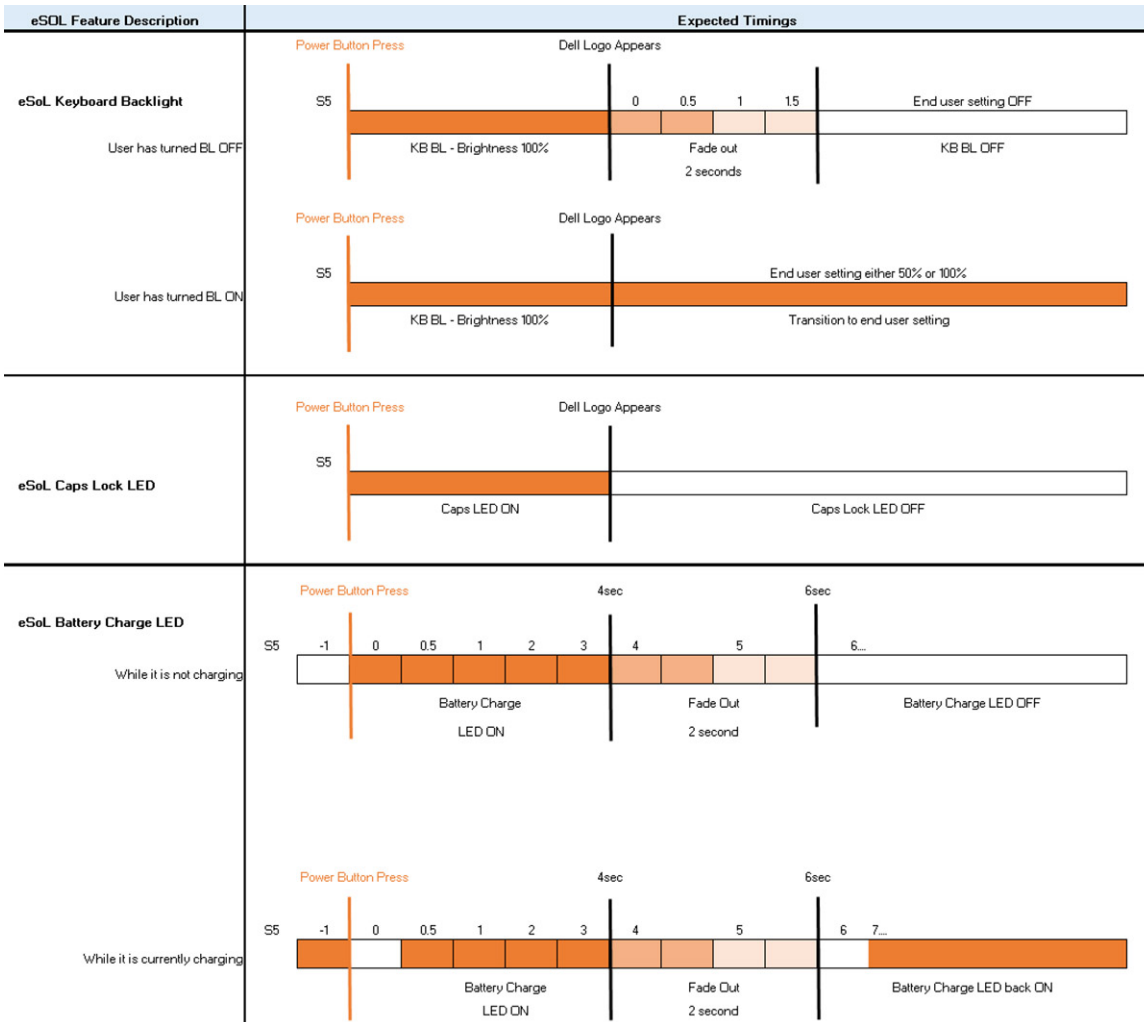 eSOL Feature Description
Expected Timings
Power Button Press
Dell Logo Appears
eSoL Keyboard Backlight
S5
0 0.5 1 1.5
End user setting OFF
User has turned BL OFF
KB BL - Brightness 100%
Fade out
KB BL OFF
2 seconds
Power Button Press
Dell Logo Appears
S5
End user setting either 50% or 100%
User has turned BL ON
KB BL - Brightness 100%
Transition to end user setting
Power Button Press
Dell Logo Appears
S5
eSoL Caps Lock LED
Caps LED ON
Caps Lock LED OFF
Power Button Press
4sec
6sec
eSoL Battery Charge LED
S5
-1 0 0.5 1 2 3 4 5 6....
While it is not charging
Battery Charge
Fade Out
Battery Charge LED OFF
LED ON
2 second
Power Button Press
4sec
6sec
S5
-1 0 0.5 1 2 3 4 5 6 7....
While it is currently charging
Battery Charge
Fade Out
Battery Charge LED back ON
LED ON
2 second